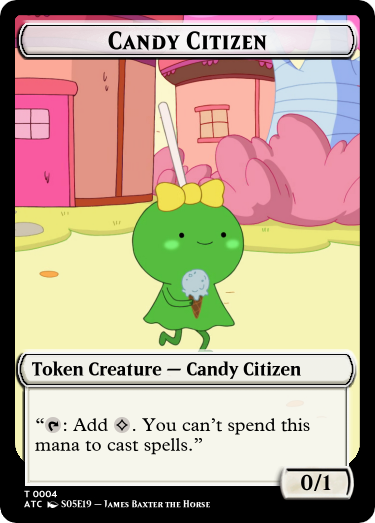 Candy Citizen
Token Creature — Candy Citizen
“{T}: Add {C}. You can’t spend this
mana to cast spells.”
0/1
T 0004
ATC S05E19 – James Baxter the Horse